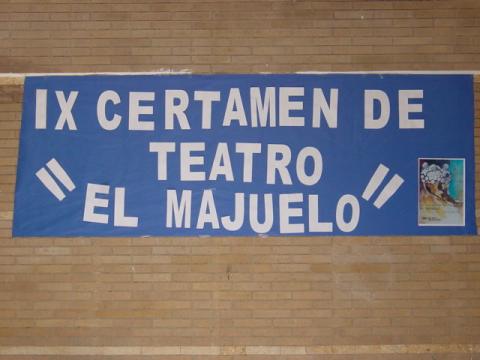 IX CERTAMEN DE
TEATRO
"EL MAJUELO"